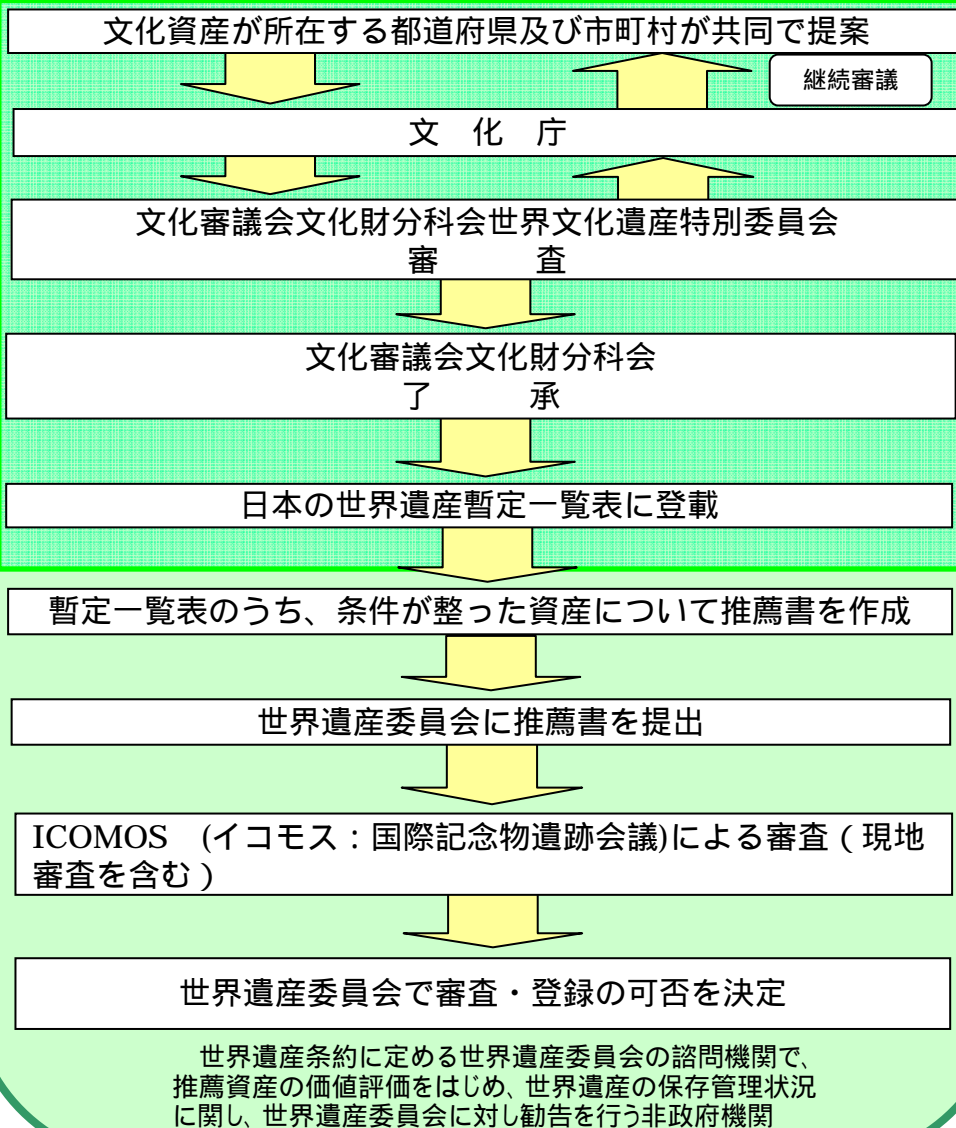 文化資産が所在する都道府県及び市町村が共同で提案
継続審議
文　化　庁
文化審議会文化財分科会世界文化遺産特別委員会
審　　　査
文化審議会文化財分科会
了　　　承
日本の世界遺産暫定一覧表に登載
暫定一覧表のうち、条件が整った資産について推薦書を作成
世界遺産委員会に推薦書を提出
ICOMOS　(イコモス：国際記念物遺跡会議)による審査（現地
審査を含む）
世界遺産委員会で審査・登録の可否を決定
世界遺産条約に定める世界遺産委員会の諮問機関で、
推薦資産の価値評価をはじめ、世界遺産の保存管理状況
に関し、世界遺産委員会に対し勧告を行う非政府機関